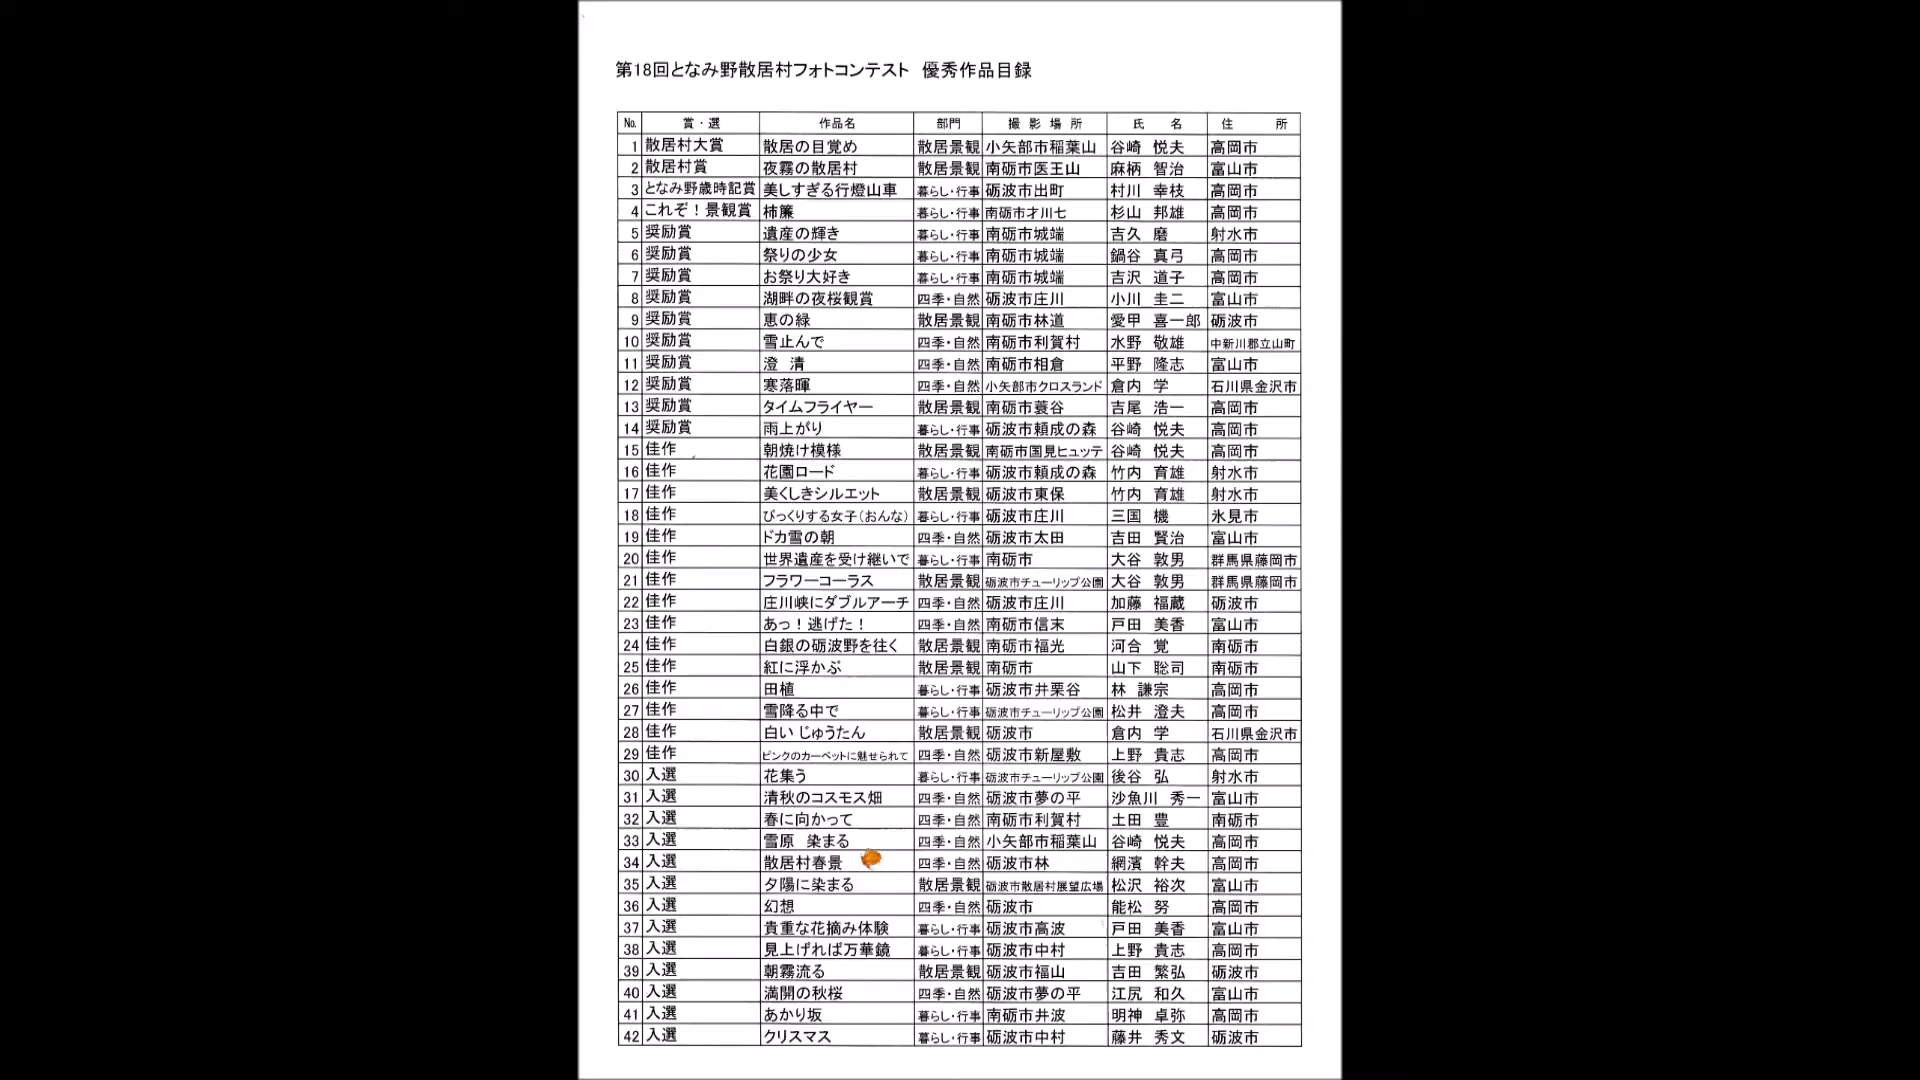 第18回となみ野散居村フォトコンテスト 優秀作品目録
№ 賞・選 作品名 部門 撮影場所 氏名 住所
1 散居村大賞 散居の目覚め 散居景観 小矢部市稲葉山 谷崎 悦夫 高岡市
2 散居村賞 夜霧の散居村 散居景観 南砺市医王山 麻柄 智治 富山市
3 となみ野歳時記賞 美しすぎる行燈山車 暮らし・行事 砺波市出町 村川 幸枝 高岡市
4 これぞ！景観賞 柿簾 暮らし・行事 南砺市才川七 杉山 邦雄 高岡市
5 奨励賞 遺産の輝き 暮らし・行事 南砺市城端 吉久 磨 射水市
6 奨励賞 祭りの少女 暮らし・行事 南砺市城端 鍋谷 真弓 高岡市
7 奨励賞 お祭り大好き 暮らし・行事 南砺市城端 吉沢 道子 高岡市
8 奨励賞 湖畔の夜桜観賞 四季・自然 砺波市庄川 小川 圭二 富山市
9 奨励賞 恵の緑 散居景観 南砺市林道 愛甲 喜一郎 砺波市
10 奨励賞 雪止んで 四季・自然 南砺市利賀村 水野 敬雄 中新川郡立山町
11 奨励賞 澄 清 四季・自然 南砺市相倉 平野 隆志 富山市
12 奨励賞 寒落暉 四季・自然 小矢部市クロスランド 倉内 学 石川県金沢市
13 奨励賞 タイムフライヤー 散居景観 南砺市蓑谷 吉尾 浩一 高岡市
14 奨励賞 雨上がり 暮らし・行事 砺波市頼成の森 谷崎 悦夫 高岡市
15 佳作 朝焼け模様 散居景観 南砺市国見ヒュッテ 谷崎 悦夫 高岡市
16 佳作 花園ロード 暮らし・行事 砺波市頼成の森 竹内 育雄 射水市
17 佳作 美くしきシルエット 散居景観 砺波市東保 竹内 育雄 射水市
18 佳作 びっくりする女子（おんな） 暮らし・行事 砺波市庄川 三国 機 氷見市
19 佳作 ドカ雪の朝 四季・自然 砺波市太田 吉田 賢治 富山市
20 佳作 世界遺産を受け継いで 暮らし・行事 南砺市 大谷 敦男 群馬県藤岡市
21 佳作 フラワーコーラス 散居景観 砺波市チューリップ公園 大谷 敦男 群馬県藤岡市
22 佳作 庄川峡にダブルアーチ 四季・自然 砺波市庄川 加藤 福蔵 砺波市
23 佳作 あっ！逃げた！ 四季・自然 南砺市信末 戸田 美香 富山市
24 佳作 白銀の砺波野を往く 散居景観 南砺市福光 河合 覚 南砺市
25 佳作 紅に浮かぶ 散居景観 南砺市 山下 聡司 南砺市
26 佳作 田植 暮らし・行事 砺波市井栗谷 林 謙宗 高岡市
27 佳作 雪降る中で 暮らし・行事 砺波市チューリップ公園 松井 澄夫 高岡市
28 佳作 白いじゅうたん 散居景観 砺波市 倉内 学 石川県金沢市
29 佳作 ピンクのカーペットに魅せられて 四季・自然 砺波市新屋敷 上野 貴志 高岡市
30 入選 花集う 暮らし・行事 砺波市チューリップ公園 後谷 弘 射水市
31 入選 清秋のコスモス畑 四季・自然 砺波市夢の平 沙魚川 秀一 富山市
32 入選 春に向かって 四季・自然 南砺市利賀村 土田 豊 南砺市
33 入選 雪原 染まる 四季・自然 小矢部市稲葉山 谷崎 悦夫 高岡市
34 入選 散居村春景 四季・自然 砺波市林 網濱 幹夫 高岡市
35 入選 夕陽に染まる 散居景観 砺波市散居村展望広場 松沢 裕次 富山市
36 入選 幻想 四季・自然 砺波市 能松 努 高岡市
37 入選 貴重な花摘み体験 暮らし・行事 砺波市高波 戸田 美香 富山市
38 入選 見上げれば万華鏡 暮らし・行事 砺波市中村 上野 貴志 高岡市
39 入選 朝霧流る 散居景観 砺波市福山 吉田 繁弘 砺波市
40 入選 満開の秋桜 四季・自然 砺波市夢の平 江尻 和久 富山市
41 入選 あかり坂 暮らし・行事 南砺市井波 明神 卓弥 高岡市
42 入選 クリスマス 暮らし・行事 砺波市中村 藤井 秀文 砺波市